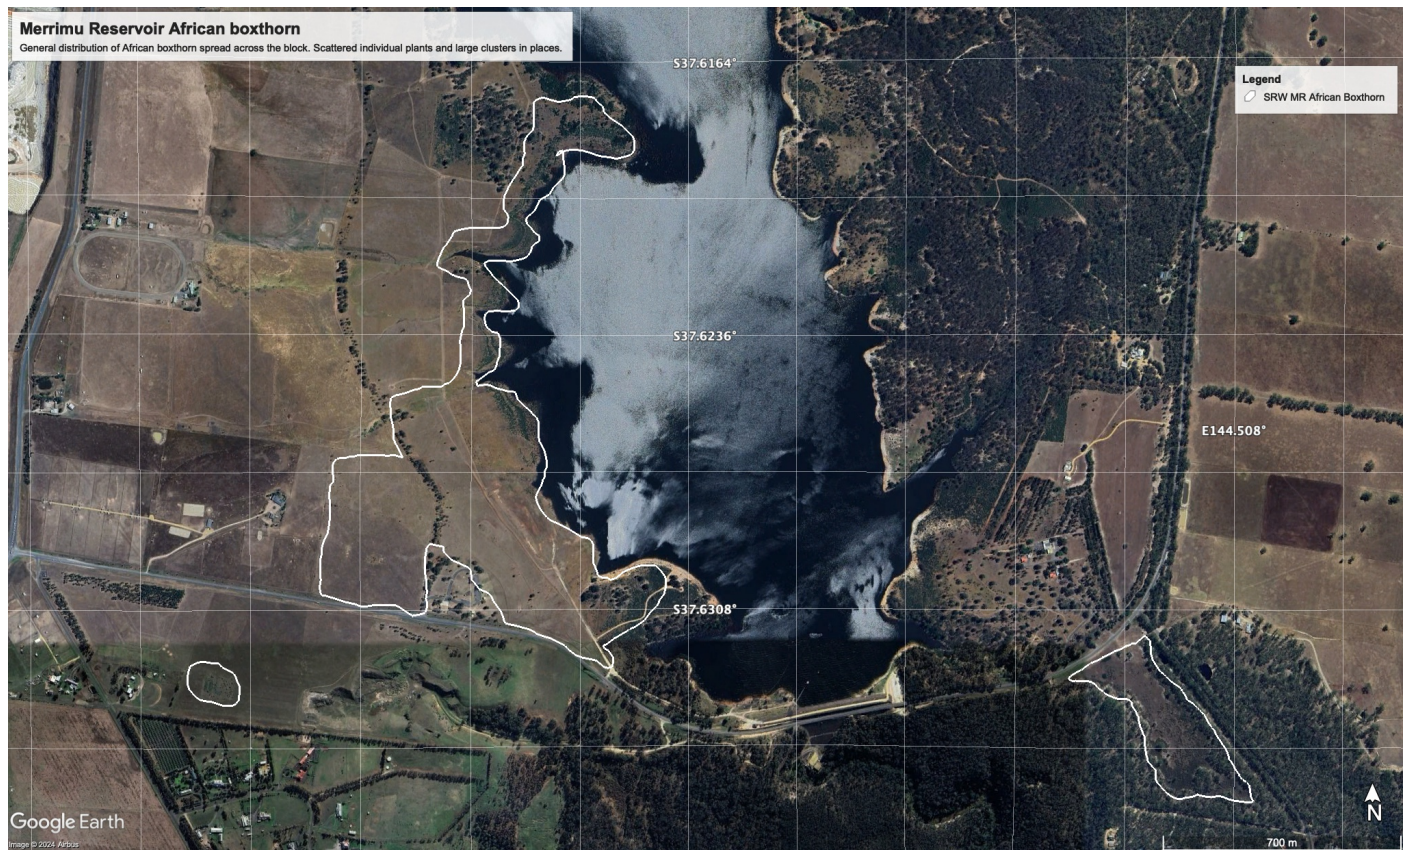 Merrimu Reservoir African boxthorn
General distribution of African boxthorn spread across the block. Scattered individual plants and large clusters in places.
S37.6164°
Legend
SRW MR African Boxthorn
S37.6236°
E144.508°
S37.6308°
Google Earth
N
Image © 2024 Airbus
700 m